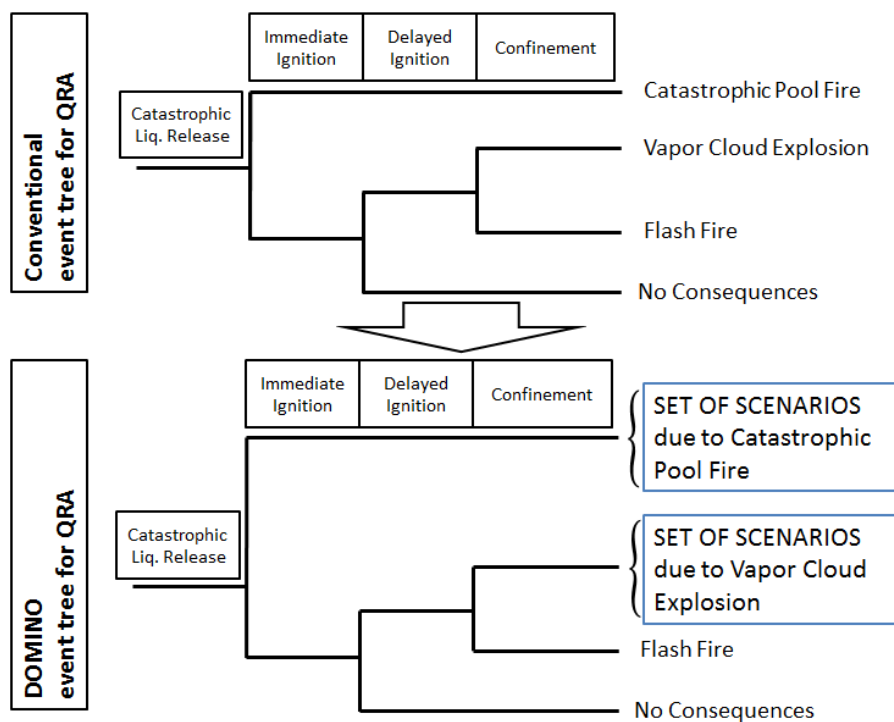 Conventional
event tree for QRA
Immediate
Ignition
Delayed
Ignition
Confinement
Catastrophic
Liq. Release
Catastrophic Pool Fire
Vapor Cloud Explosion
Flash Fire
No Consequences
DOMINO
event tree for QRA
Immediate
Ignition
Delayed
Ignition
Confinement
Catastrophic
Liq. Release
SET OF SCENARIOS
due to Catastrophic
Pool Fire
SET OF SCENARIOS
due to Vapor Cloud
Explosion
Flash Fire
No Consequences